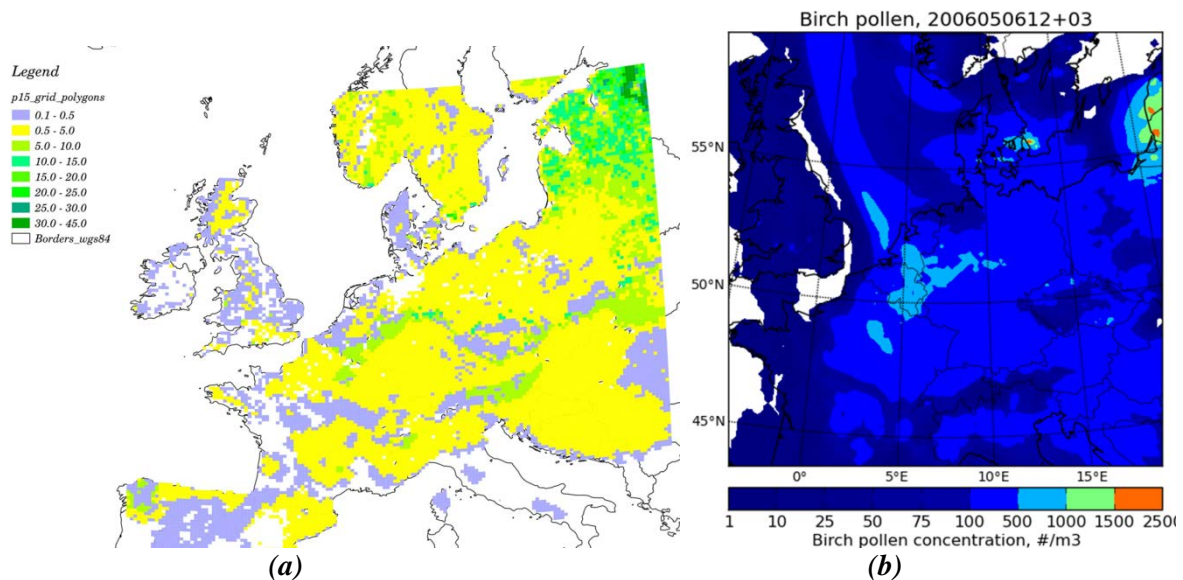 Legend
p15_grid_polygons
0.1 - 0.5
0.5 - 5.0
5.0 - 10.0
10.0 - 15.0
15.0 - 20.0
20.0 - 25.0
25.0 - 30.0
30.0 - 45.0
Borders_wgs84
(a)
Birch pollen, 2006050612+03
55°N
50°N
45°N
0° 5°E 10°E 15°E
1 10 25 50 75 100 500 1000 1500 2500
Birch pollen concentration, #/m3
(b)